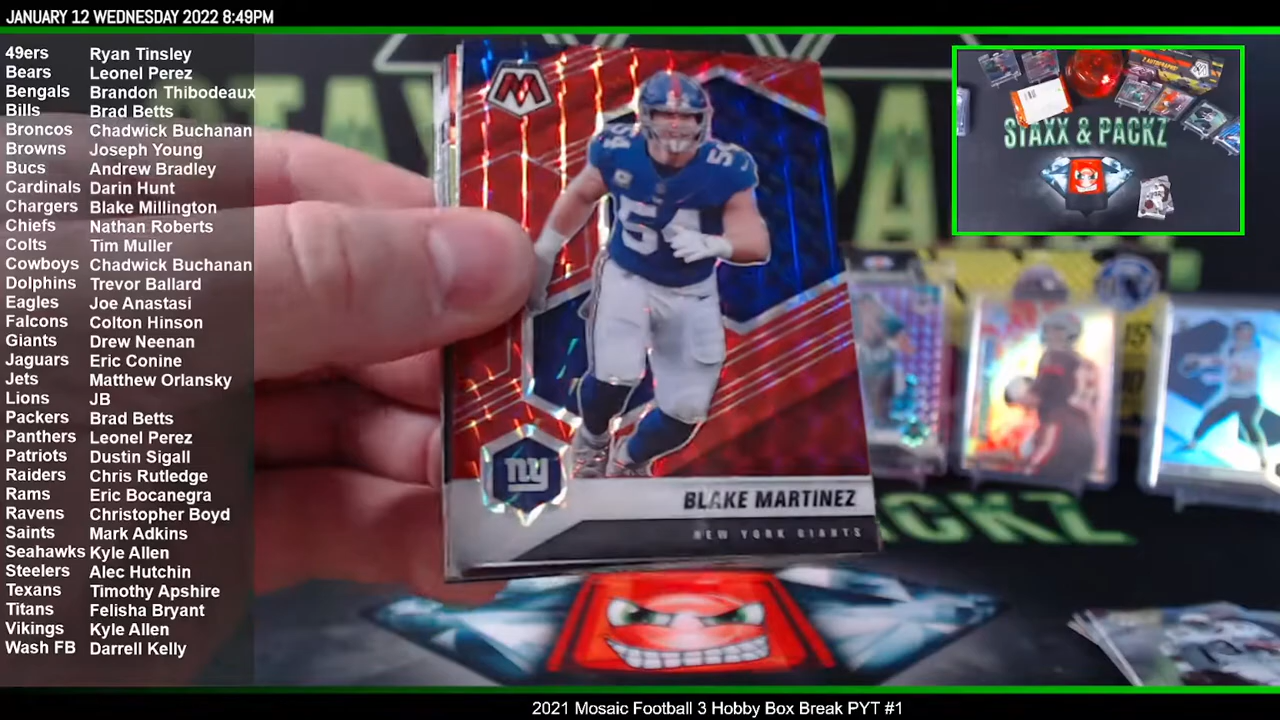 JANUARY 12 WEDNESDAY 2022 8:49PM
49ers Ryan Tinsley
Bears Leonel Perez
Bengals Brandon Thibodeaux
Bills Brad Betts
Broncos Chadwick Buchanan
Browns Joseph Young
Bucs Andrew Bradley
Cardinals Darin Hunt
Chargers Blake Millington
Chiefs Nathan Roberts
Colts Tim Muller
Cowboys Chadwick Buchanan
Dolphins Trevor Ballard
Eagles Joe Anastasi
Falcons Colton Hinson
Giants Drew Neenan
Jaguars Eric Conine
Jets Matthew Orlansky
Lions JB
Packers Brad Betts
Panthers Leonel Perez
Patriots Dustin Sigall
Raiders Chris Rutledge
Rams Eric Bocanegra
Ravens Christopher Boyd
Saints Mark Adkins
Seahawks Kyle Allen
Steelers Alec Hutchin
Texans Timothy Apshire
Titans Felisha Bryant
Vikings Kyle Allen
Wash FB Darrell Kelly
M
54 54
54
ny
BLAKE MARTINEZ
NEW YORK GIANTS
STAXX & PACKZ
2021 Mosaic Football 3 Hobby Box Break PYT #1